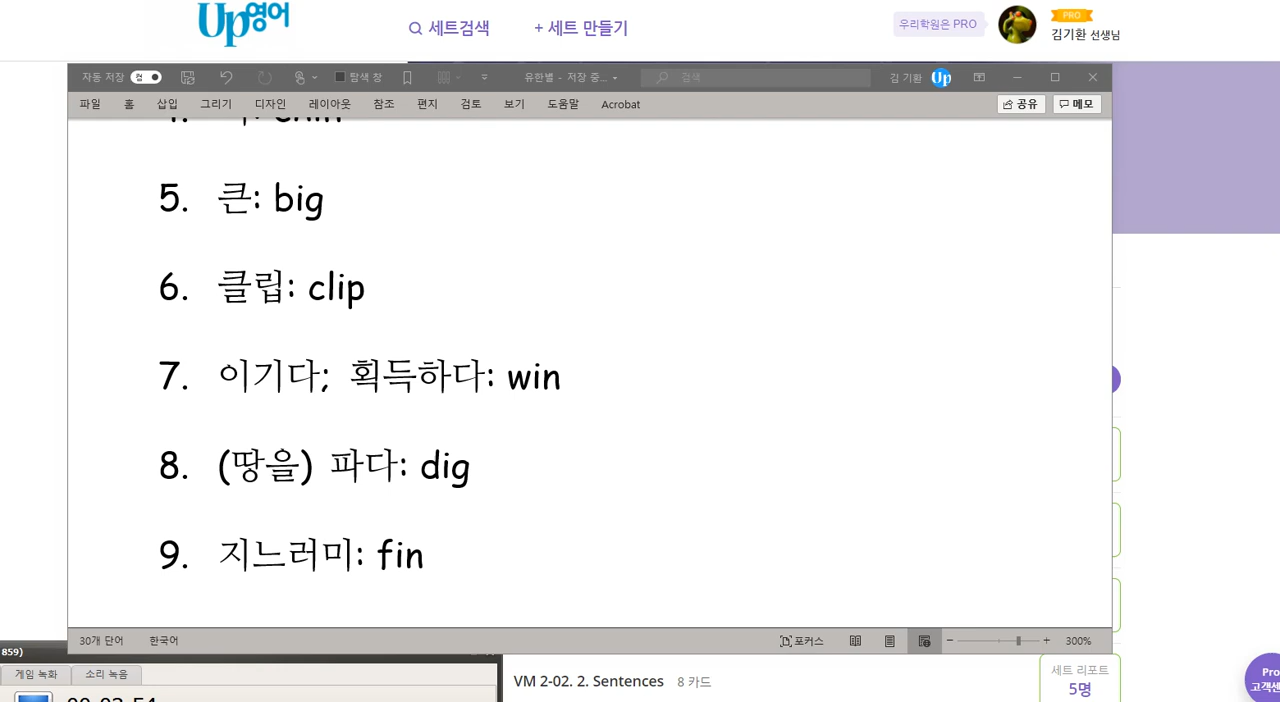 Up영어
세트검색
+ 세트 만들기
우리학원은 PRO
PRO
김기환 선생님
자동 저장
컴
탐색 창
유한별 - 저장 중...
검색
김 기환
Up
파일 홈 삽입 그리기 디자인 레이아웃 참조 편지 검토 보기 도움말 Acrobat
공유
메모
5. 큰: big
6. 클립: clip
7. 이기다; 획득하다: win
8. (땅을) 파다: dig
9. 지느러미: fin
30개 단어 한국어
포커스
300%
859)
게임 녹화 소리 녹음
VM 2-02. 2. Sentences 8 카드
세트 리포트
5명
Pro
고객센